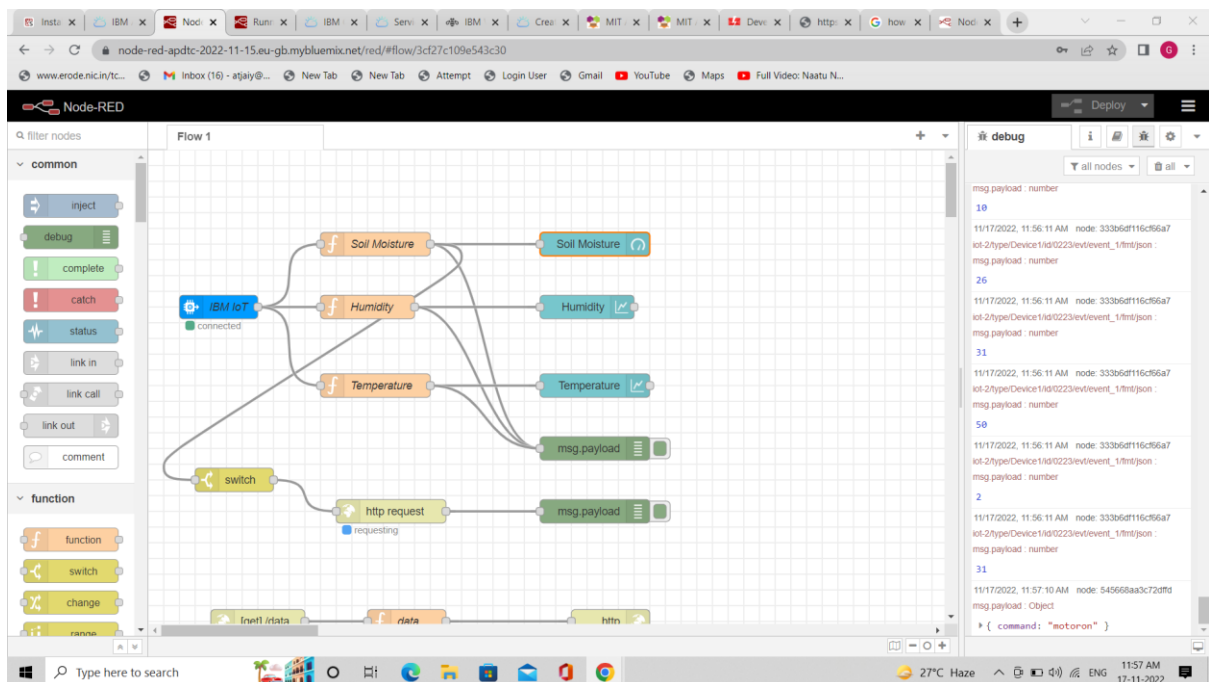 Insta
IBM
Node
Runn
IBM
Servi
IBM
Crea
MIT
MIT
Deve
http:
how
Nod
node-red-apdtc-2022-11-15.eu-gb.mybluemix.net/red/#flow/3cf27c109e543c30
G
www.erode.nic.in/tc... Inbox (16) - atjaiy@... New Tab New Tab Attempt Login User Gmail YouTube Maps Full Video: Naatu N...
Node-RED
Deploy
filter nodes
Flow 1
debug
i
common
all nodes
all
inject
debug
complete
catch
status
link in
link call
link out
comment
function
function
switch
change
range
IBM IoT
connected
Soil Moisture
Soil Moisture
Humidity
Humidity
Temperature
Temperature
msg.payload
switch
http request
requesting
msg.payload
[get] /data
data
http
msg.payload : number
10
11/17/2022, 11:56:11 AM node: 333b6df116cf66a7
iot-2/type/Device1/id/0223/evt/event_1/fmt/json :
msg.payload : number
26
11/17/2022, 11:56:11 AM node: 333b6df116cf66a7
iot-2/type/Device1/id/0223/evt/event_1/fmt/json :
msg.payload : number
31
11/17/2022, 11:56:11 AM node: 333b6df116cf66a7
iot-2/type/Device1/id/0223/evt/event_1/fmt/json :
msg.payload : number
50
11/17/2022, 11:56:11 AM node: 333b6df116cf66a7
iot-2/type/Device1/id/0223/evt/event_1/fmt/json :
msg.payload : number
2
11/17/2022, 11:56:11 AM node: 333b6df116cf66a7
iot-2/type/Device1/id/0223/evt/event_1/fmt/json :
msg.payload : number
31
11/17/2022, 11:57:10 AM node: 545668aa3c72dffd
msg.payload : Object
{ command: "motoron" }
Type here to search
27°C Haze
ENG
11:57 AM
17-11-2022